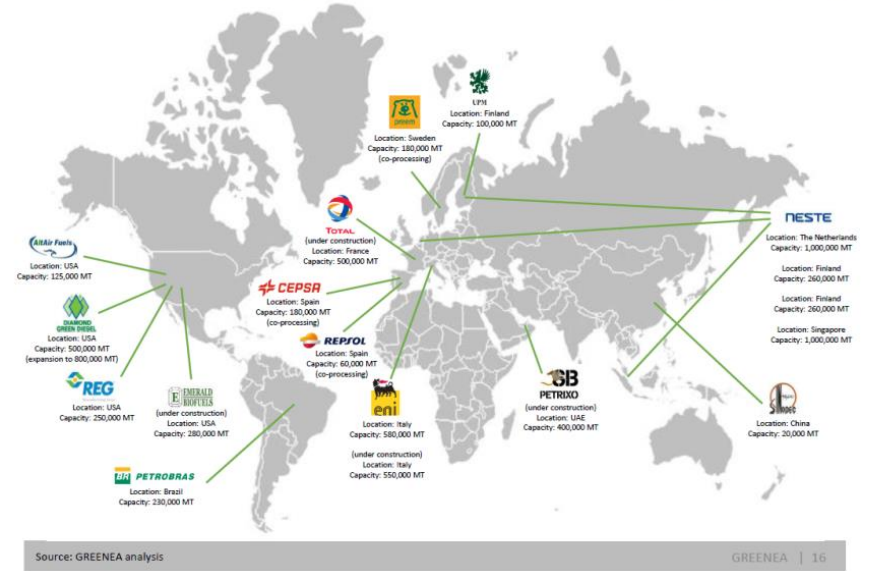 UPM
Location: Finland
Capacity: 100,000 MT
preem
Location: Sweden
Capacity: 180,000 MT
(co-processing)
TOTAL
(under construction)
Location: France
Capacity: 500,000 MT
NESTE
Location: The Netherlands
Capacity: 1,000,000 MT
Location: Finland
Capacity: 260,000 MT
Location: Finland
Capacity: 260,000 MT
Location: Singapore
Capacity: 1,000,000 MT
AltAir Fuels
Location: USA
Capacity: 125,000 MT
CEPSA
Location: Spain
Capacity: 180,000 MT
(co-processing)
DIAMOND
GREEN DIESEL
Location: USA
Capacity: 500,000 MT
(expansion to 800,000 MT)
REPSOL
Location: Spain
Capacity: 60,000 MT
(co-processing)
REG
Location: USA
Capacity: 250,000 MT
E EMERALD
BIOFUELS
(under construction)
Location: USA
Capacity: 280,000 MT
eni
Location: Italy
Capacity: 580,000 MT
(under construction)
Location: Italy
Capacity: 550,000 MT
PETRIXO
(under construction)
Location: UAE
Capacity: 400,000 MT
Sinopec
Location: China
Capacity: 20,000 MT
BR PETROBRAS
Location: Brazil
Capacity: 230,000 MT
Source: GREENEA analysis
GREENEA | 16